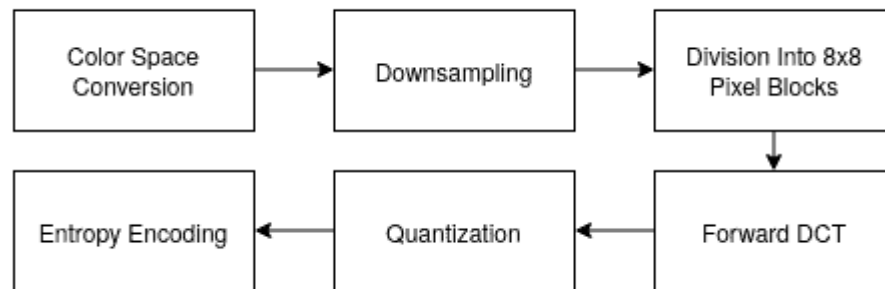 Color Space
Conversion
Downsampling
Division Into 8x8
Pixel Blocks
Entropy Encoding
Quantization
Forward DCT